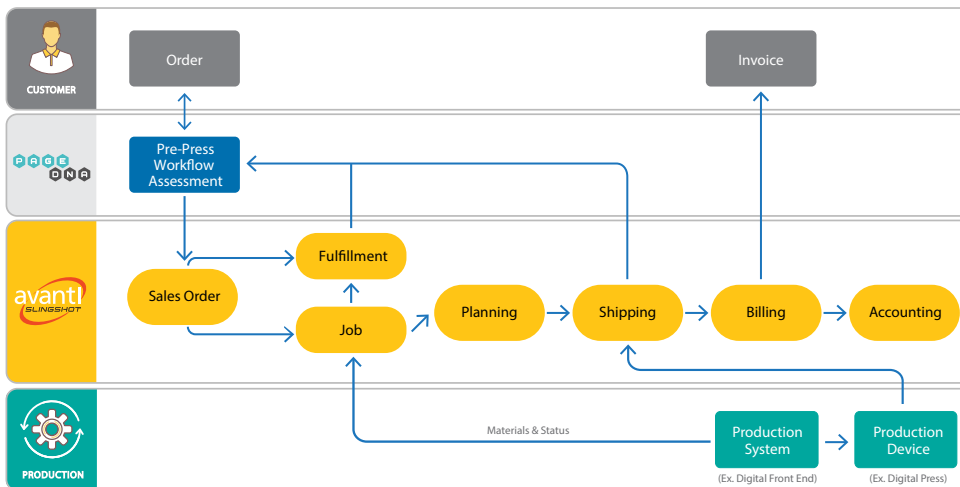 CUSTOMER
Order
Invoice
PAGE
DNA
Pre-Press
Workflow
Assessment
avanti
SLINGSHOT
Sales Order
Fulfillment
Job
Planning
Shipping
Billing
Accounting
PRODUCTION
Materials & Status
Production
System
(Ex. Digital Front End)
Production
Device
(Ex. Digital Press)